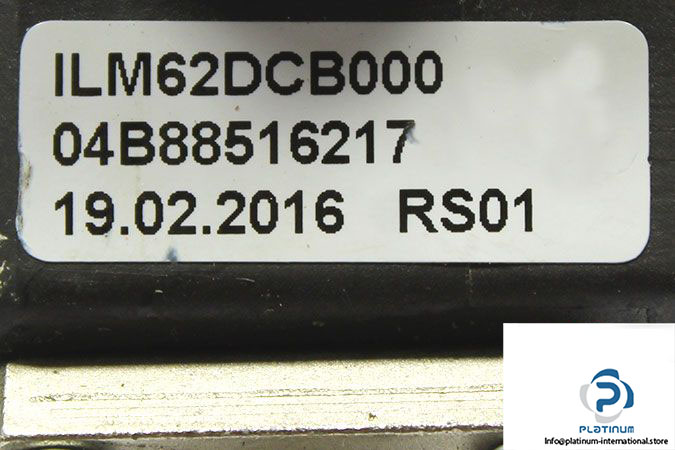 ILM62DCB000
04B88516217
19.02.2016 RS01
PLATINUM
Info@platinum-international.store